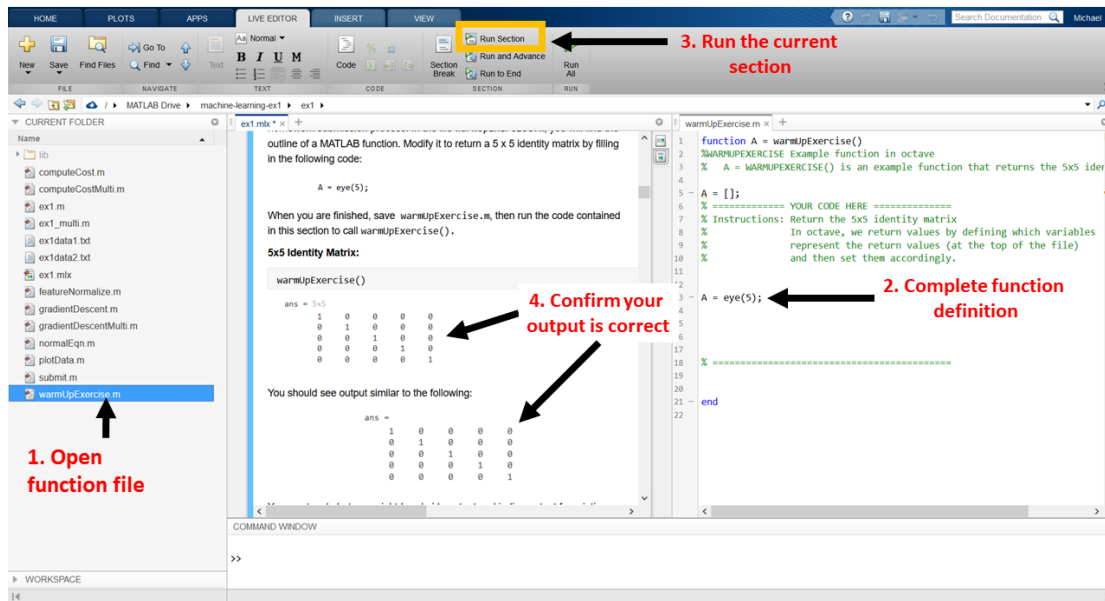 HOME PLOTS APPS LIVE EDITOR INSERT VIEW
Search Documentation Michael
New Save Find Files Go To Find Text
Aa Normal
B I U M
Code Section Break Run Section
Run and Advance
Run to End
Run All
FILE NAVIGATE TEXT CODE SECTION RUN
3. Run the current
section
/ MATLAB Drive machine-learning-ex1 ex1
CURRENT FOLDER
Name
lib
computeCost.m
computeCostMulti.m
ex1.m
ex1_multi.m
ex1data1.txt
ex1data2.txt
ex1.mlx
featureNormalize.m
gradientDescent.m
gradientDescentMulti.m
normalEqn.m
plotData.m
submit.m
warmUpExercise.m
1. Open
function file
WORKSPACE
ex1.mlx * × +
outline of a MATLAB function. Modify it to return a 5 x 5 identity matrix by filling
in the following code:
A = eye(5);
When you are finished, save warmUpExercise.m, then run the code contained
in this section to call warmUpExercise().
5x5 Identity Matrix:
warmUpExercise()
ans = 5×5
1 0 0 0 0
0 1 0 0 0
0 0 1 0 0
0 0 0 1 0
0 0 0 0 1
4. Confirm your
output is correct
You should see output similar to the following:
ans =
1 0 0 0 0
0 1 0 0 0
0 0 1 0 0
0 0 0 1 0
0 0 0 0 1
COMMAND WINDOW
>>
warmUpExercise.m × +
1 function A = warmUpExercise()
2 %WARMUPEXERCISE Example function in octave
3 % A = WARMUPEXERCISE() is an example function that returns the 5x5 iden
4
5 - A = [];
6 % ============= YOUR CODE HERE ==============
7 % Instructions: Return the 5x5 identity matrix
8 % In octave, we return values by defining which variables
9 % represent the return values (at the top of the file)
10 % and then set them accordingly.
11
2
3 - A = eye(5);
4
5
6
17
18 % ===========================================
19
20
21 - end
22
2. Complete function
definition